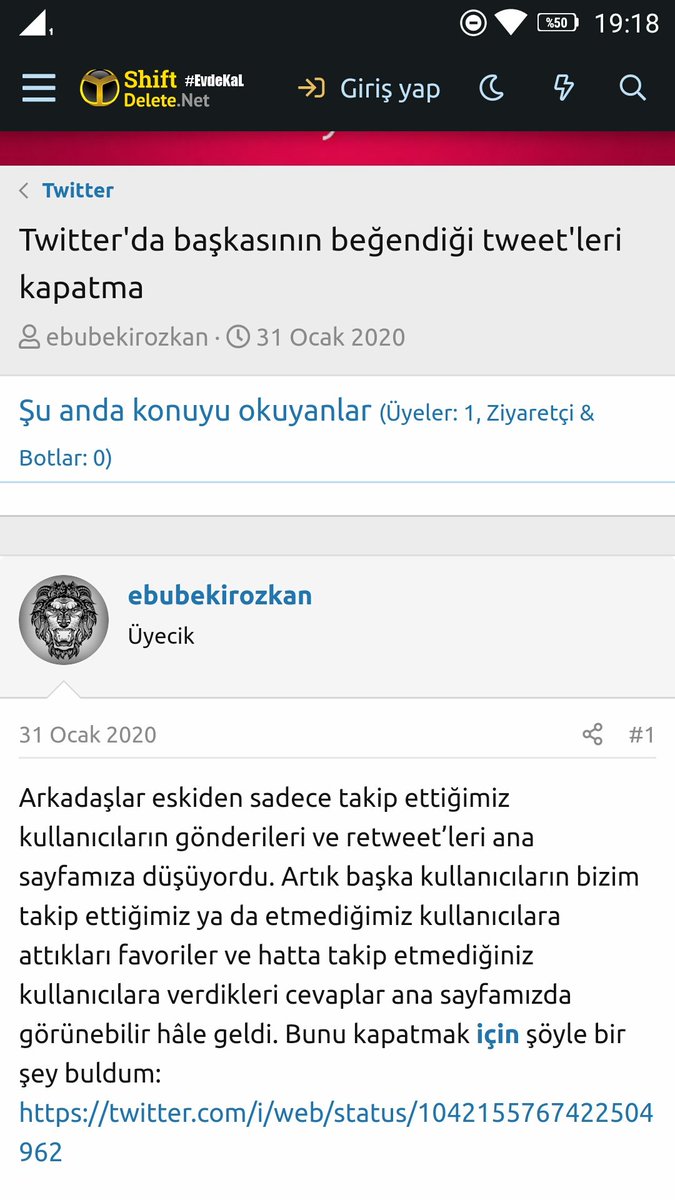 1
%50
19:18
Shift #EvdeKaL
Delete.Net
Giriş yap
Twitter
Twitter'da başkasının beğendiği tweet'leri
kapatma
ebubekirozkan · 31 Ocak 2020
Şu anda konuyu okuyanlar (Üyeler: 1, Ziyaretçi &
Botlar: 0)
ebubekirozkan
Üyecik
31 Ocak 2020
#1
Arkadaşlar eskiden sadece takip ettiğimiz
kullanıcıların gönderileri ve retweet’leri ana
sayfamıza düşüyordu. Artık başka kullanıcıların bizim
takip ettiğimiz ya da etmediğimiz kullanıcılara
attıkları favoriler ve hatta takip etmediğiniz
kullanıcılara verdikleri cevaplar ana sayfamızda
görünebilir hâle geldi. Bunu kapatmak için şöyle bir
şey buldum:
https://twitter.com/i/web/status/1042155767422504
962